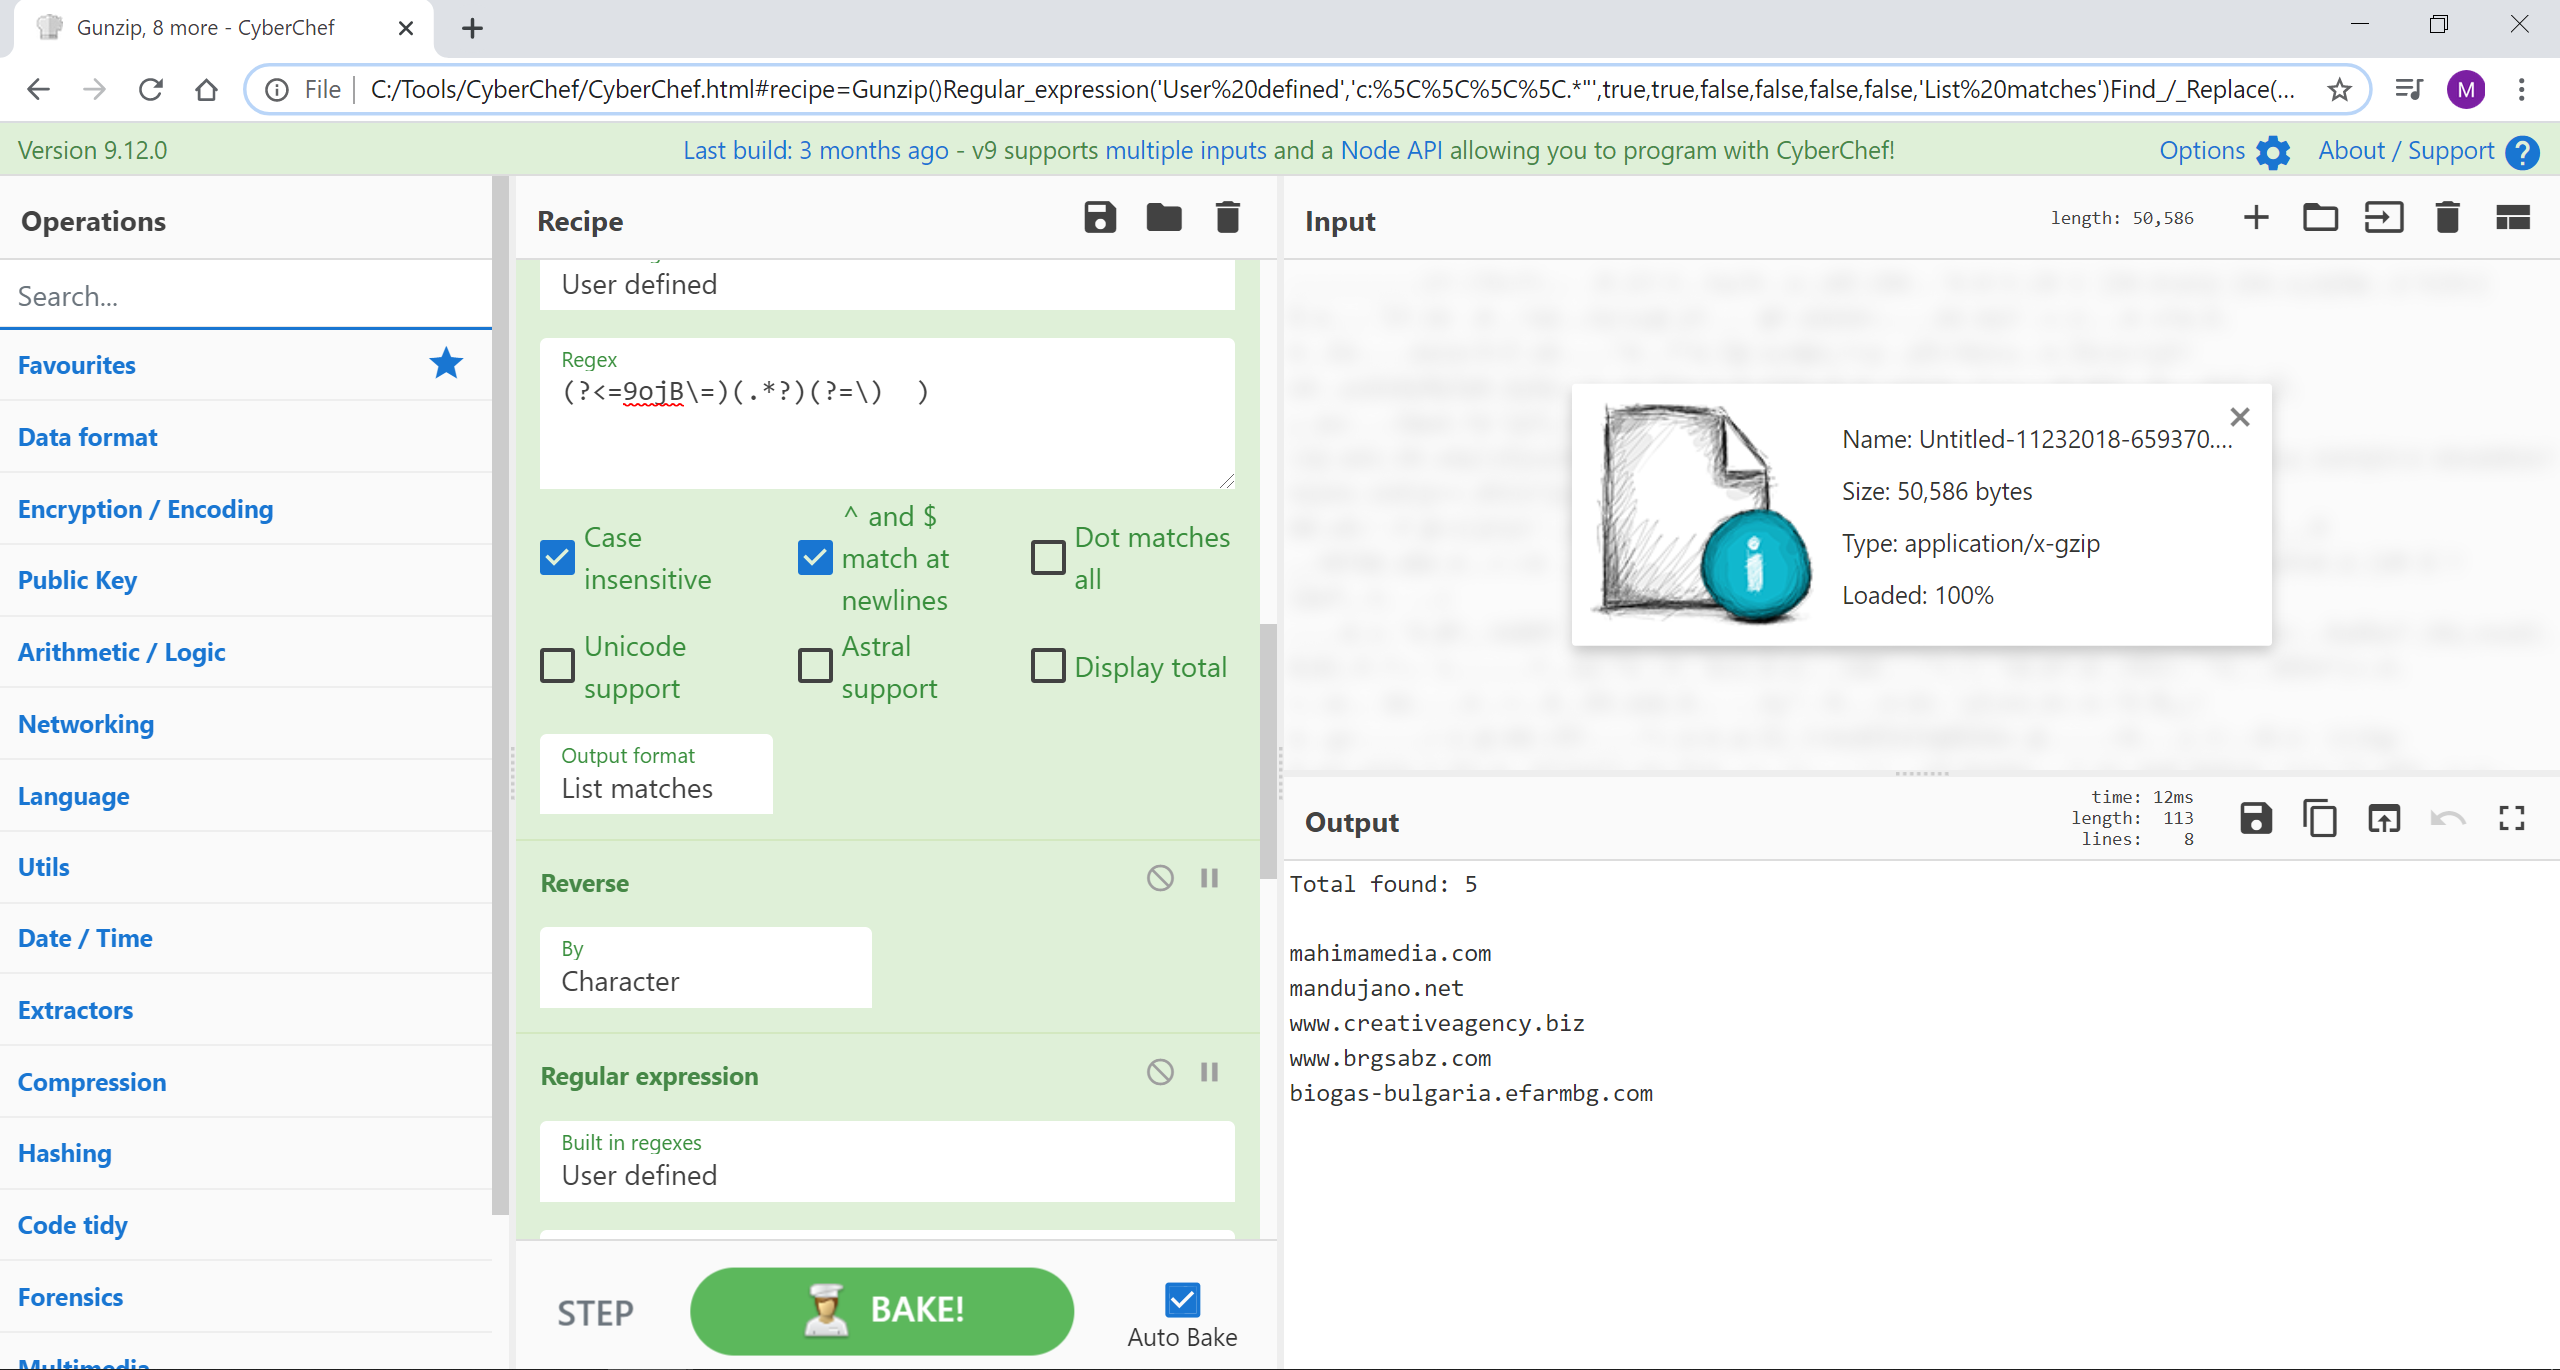 Gunzip, 8 more - CyberChef
File
C:/Tools/CyberChef/CyberChef.html#recipe=Gunzip()Regular_expression('User%20defined','c:%5C%5C%5C%5C.*"',true,true,false,false,false,false,'List%20matches')Find_/_Replace(...
M
Version 9.12.0
Last build: 3 months ago - v9 supports multiple inputs and a Node API allowing you to program with CyberChef!
Options
About / Support
Operations
Search...
Favourites
Data format
Encryption / Encoding
Public Key
Arithmetic / Logic
Networking
Language
Utils
Date / Time
Extractors
Compression
Hashing
Code tidy
Forensics
Multimedia
Recipe
User defined
Regex
(?<=9ojB\=)(.*?)(?=\)  )
Case insensitive
^ and $ match at newlines
Dot matches all
Unicode support
Astral support
Display total
Output format
List matches
Reverse
By
Character
Regular expression
Built in regexes
User defined
STEP
BAKE!
Auto Bake
Input
length: 50,586
Name: Untitled-11232018-659370....
Size: 50,586 bytes
Type: application/x-gzip
Loaded: 100%
Output
time: 12ms
length: 113
lines: 8
Total found: 5
mahimamedia.com
mandujano.net
www.creativeagency.biz
www.brgsabz.com
biogas-bulgaria.efarmbg.com